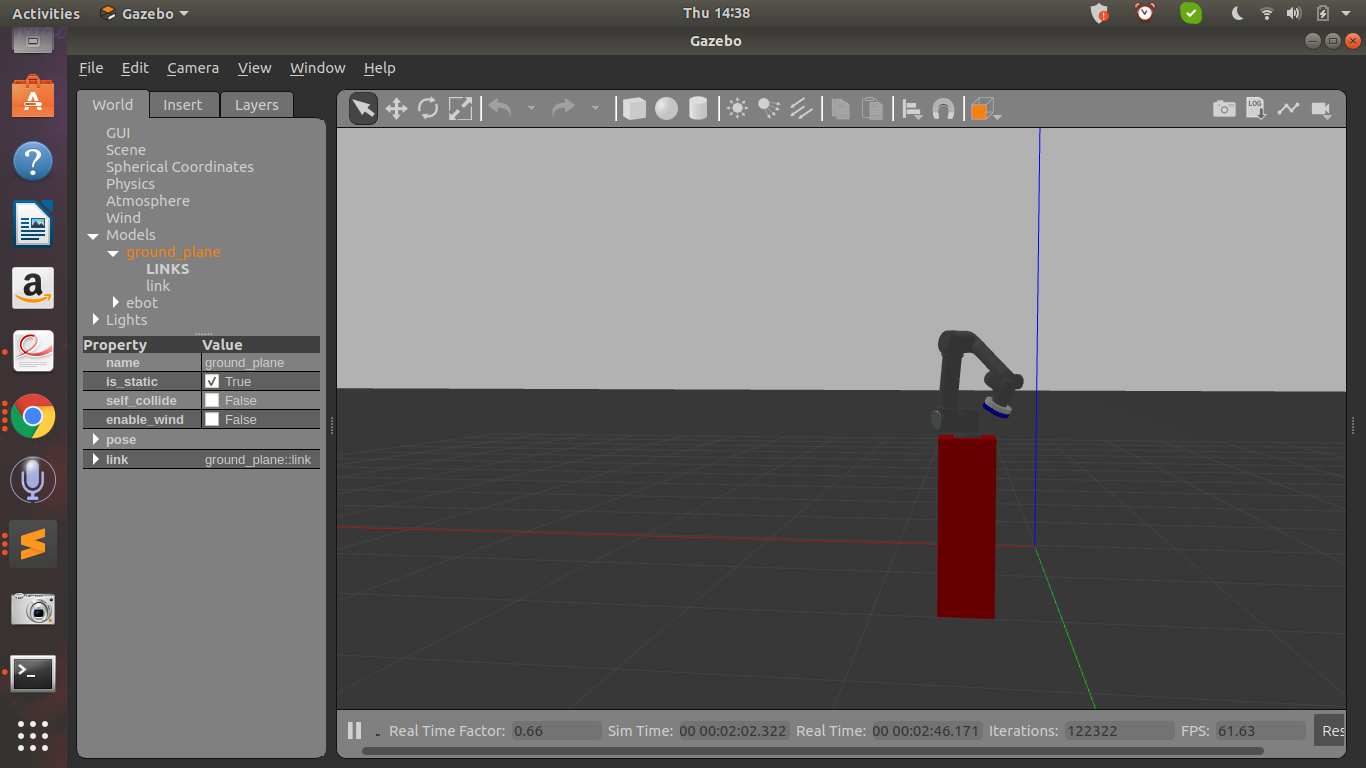 Activities Gazebo Thu 14:38
Gazebo
File Edit Camera View Window Help
World Insert Layers
GUI
Scene
Spherical Coordinates
Physics
Atmosphere
Wind
Models
ground_plane
LINKS
link
ebot
Lights
Property Value
name ground_plane
is_static True
self_collide False
enable_wind False
pose
link ground_plane::link
LOG
Real Time Factor: 0.66 Sim Time: 00 00:02:02.322 Real Time: 00 00:02:46.171 Iterations: 122322 FPS: 61.63 Res